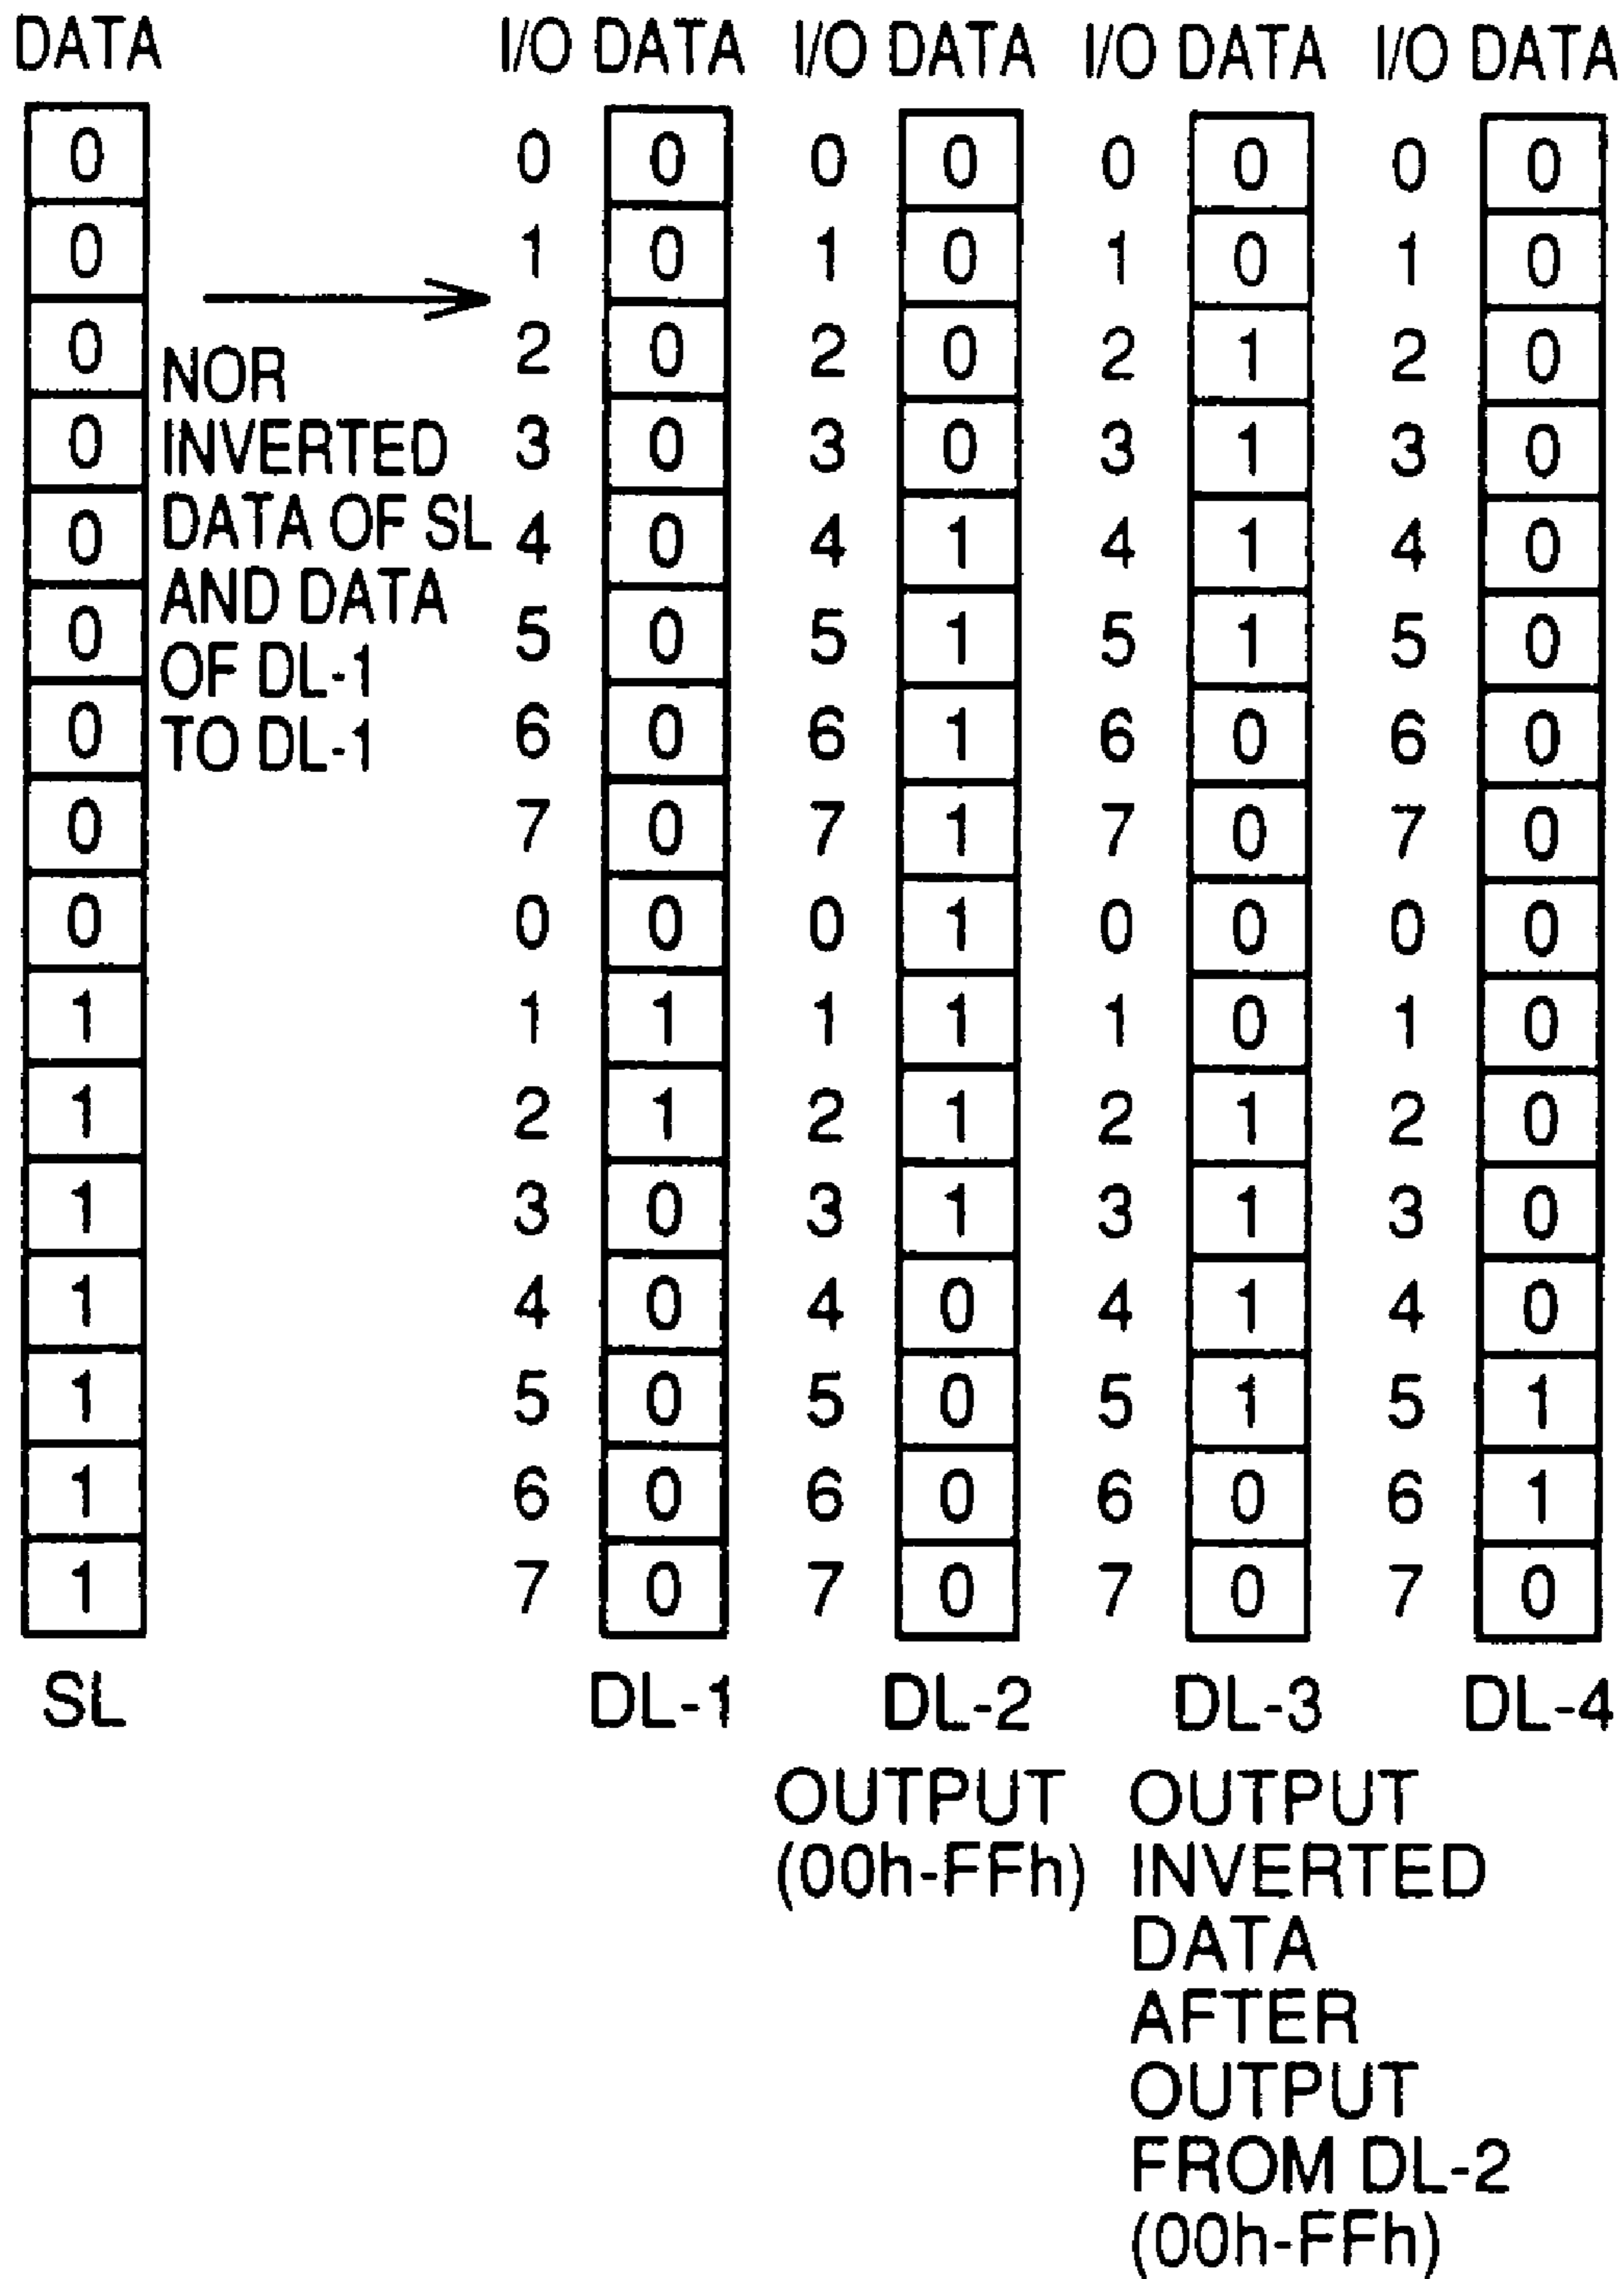 DATA I/O DATA I/O DATA I/O DATA I/O DATA
0 0 0 0 0 0 0 0 0
0 1 0 1 0 1 0 1 0
0 2 0 2 0 2 1 2 0
0 3 0 3 0 3 1 3 0
0 4 0 4 1 4 1 4 0
0 5 0 5 1 5 1 5 0
0 6 0 6 1 6 0 6 0
0 7 0 7 1 7 0 7 0
0 0 0 0 1 0 0 0 0
1 1 1 1 1 1 0 1 0
1 2 1 2 1 2 1 2 0
1 3 0 3 1 3 1 3 0
1 4 0 4 0 4 1 4 0
1 5 0 5 0 5 1 5 1
1 6 0 6 0 6 0 6 1
1 7 0 7 0 7 0 7 0
NOR
INVERTED
DATA OF SL
AND DATA
OF DL-1
TO DL-1
SL DL-1 DL-2 DL-3 DL-4
OUTPUT
(00h-FFh)
OUTPUT
INVERTED
DATA
AFTER
OUTPUT
FROM DL-2
(00h-FFh)